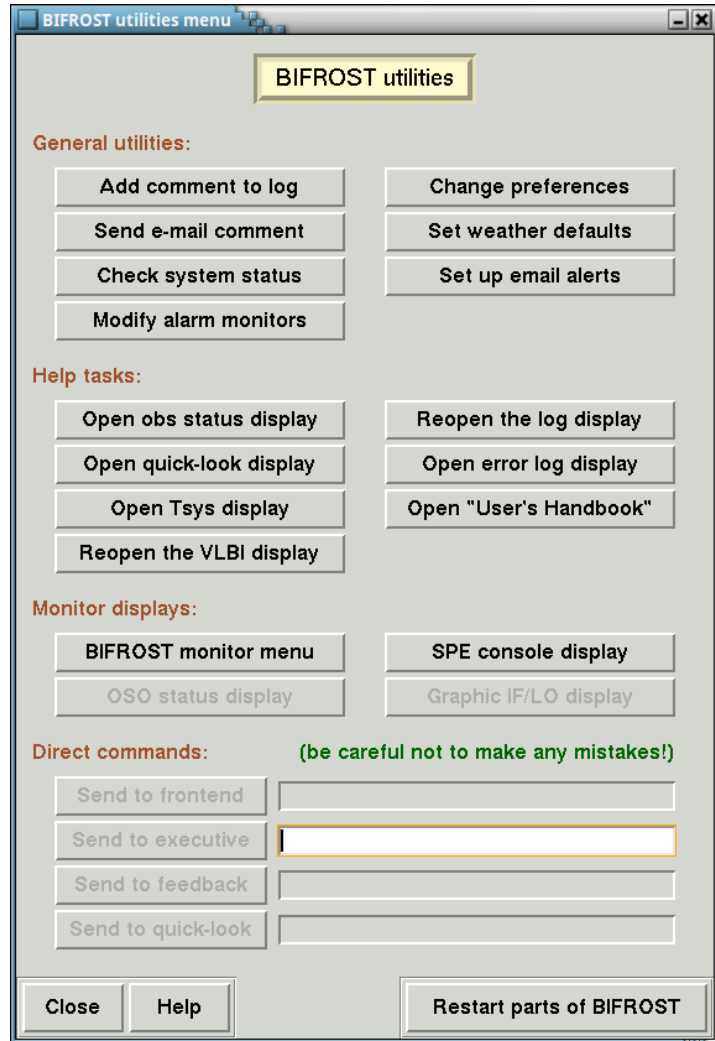 BIFROST utilities menu
BIFROST utilities
General utilities:
Add comment to log Change preferences
Send e-mail comment Set weather defaults
Check system status Set up email alerts
Modify alarm monitors
Help tasks:
Open obs status display Reopen the log display
Open quick-look display Open error log display
Open Tsys display Open "User's Handbook"
Reopen the VLBI display
Monitor displays:
BIFROST monitor menu SPE console display
OSO status display Graphic IF/LO display
Direct commands: (be careful not to make any mistakes!)
Send to frontend
Send to executive
Send to feedback
Send to quick-look
Close Help Restart parts of BIFROST